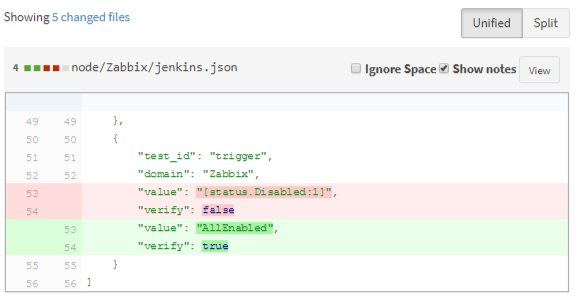 Showing 5 changed files
Unified Split
4 node/Zabbix/jenkins.json Ignore Space Show notes View
49 49 },
50 50 {
51 51 "test_id": "trigger",
52 52 "domain": "Zabbix",
53 "value": "[status.Disabled:1]",
54 "verify": false
53 "value": "AllEnabled",
54 "verify": true
55 55 }
56 56 ]